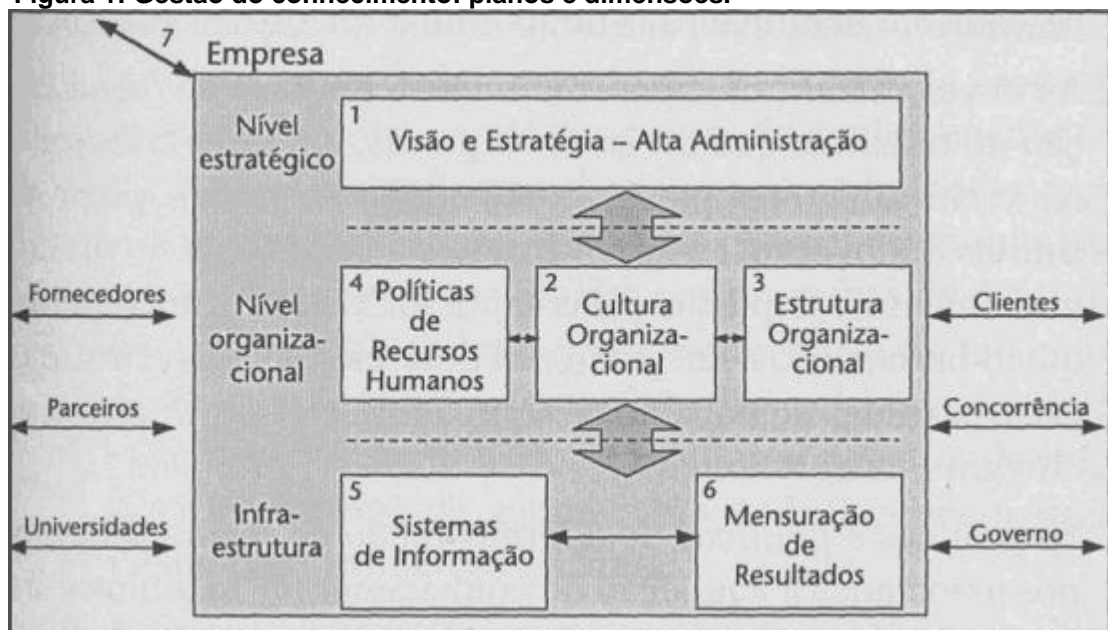 Figura 1: Gestão do conhecimento: planos e dimensões.
7
Empresa
Nível
estratégico
1
Visão e Estratégia – Alta Administração
Fornecedores
Nível
organiza-
cional
4 Políticas
de
Recursos
Humanos
2
Cultura
Organiza-
cional
3
Estrutura
Organiza-
cional
Clientes
Parceiros
Concorrência
Universidades
Infra-
estrutura
5
Sistemas
de Informação
6
Mensuração
de
Resultados
Governo